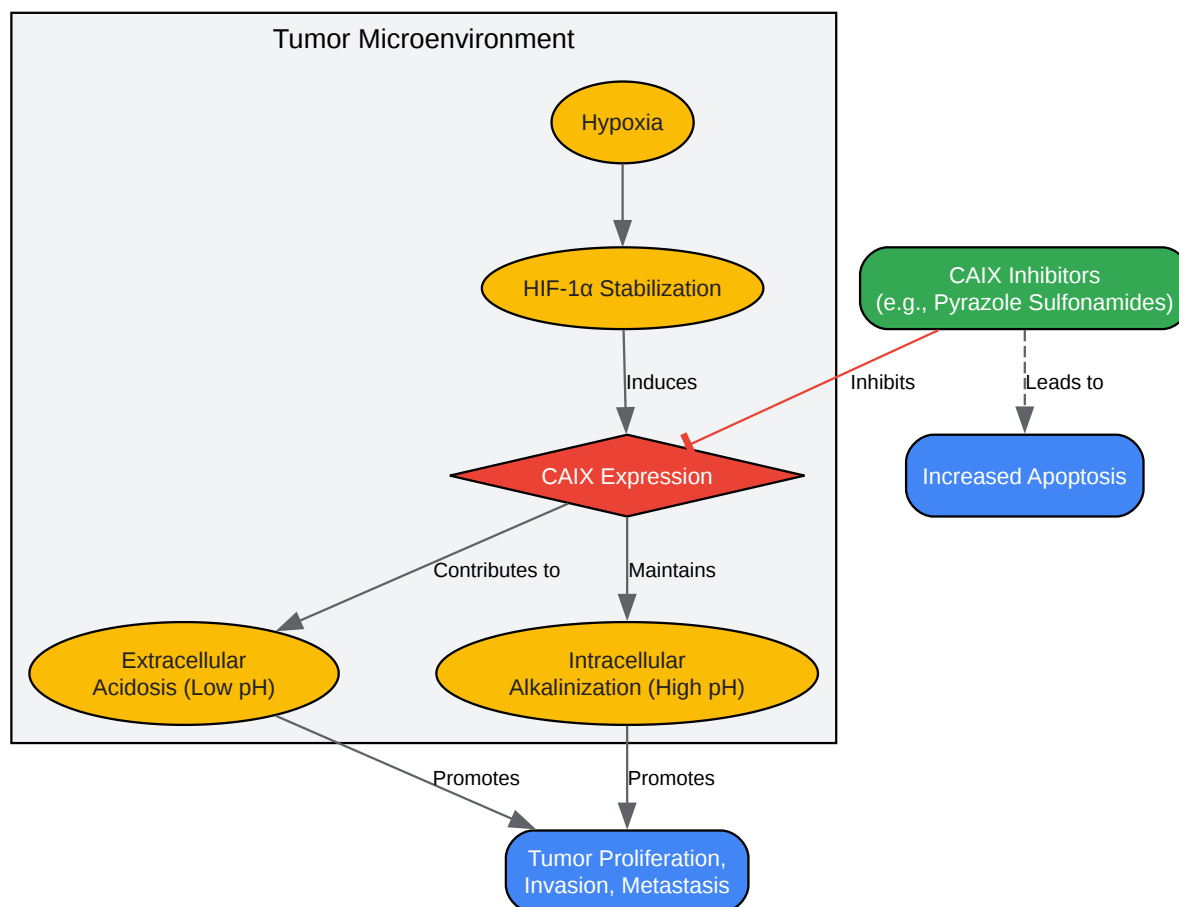 Tumor Microenvironment
Hypoxia
HIF-1α Stabilization
CAIX Inhibitors
(e.g., Pyrazole Sulfonamides)
Induces
Inhibits
Leads to
CAIX Expression
Increased Apoptosis
Contributes to
Maintains
Extracellular
Acidosis (Low pH)
Intracellular
Alkalinization (High pH)
Promotes
Promotes
Tumor Proliferation,
Invasion, Metastasis